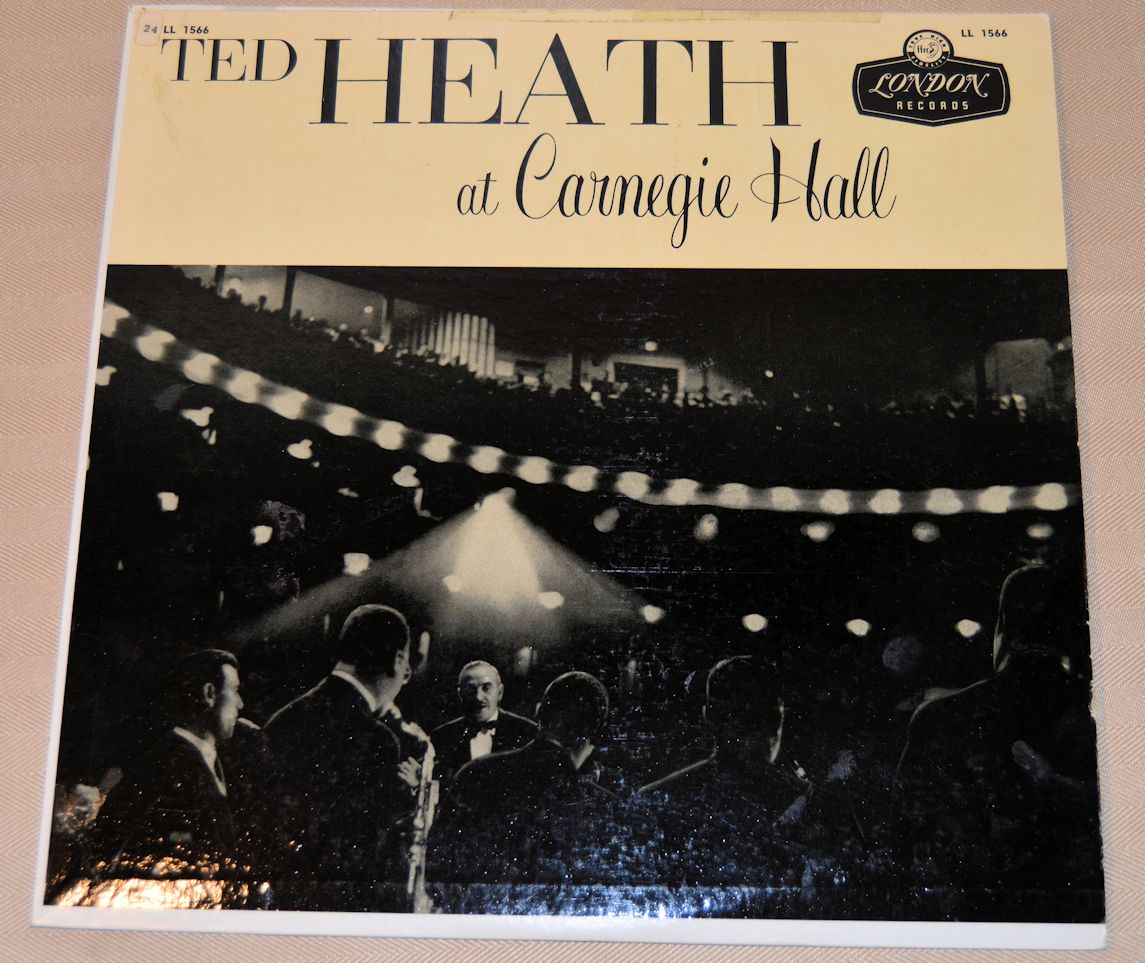 24 LL 1566
LL 1566
TED HEATH
LONDON
RECORDS
at Carnegie Hall